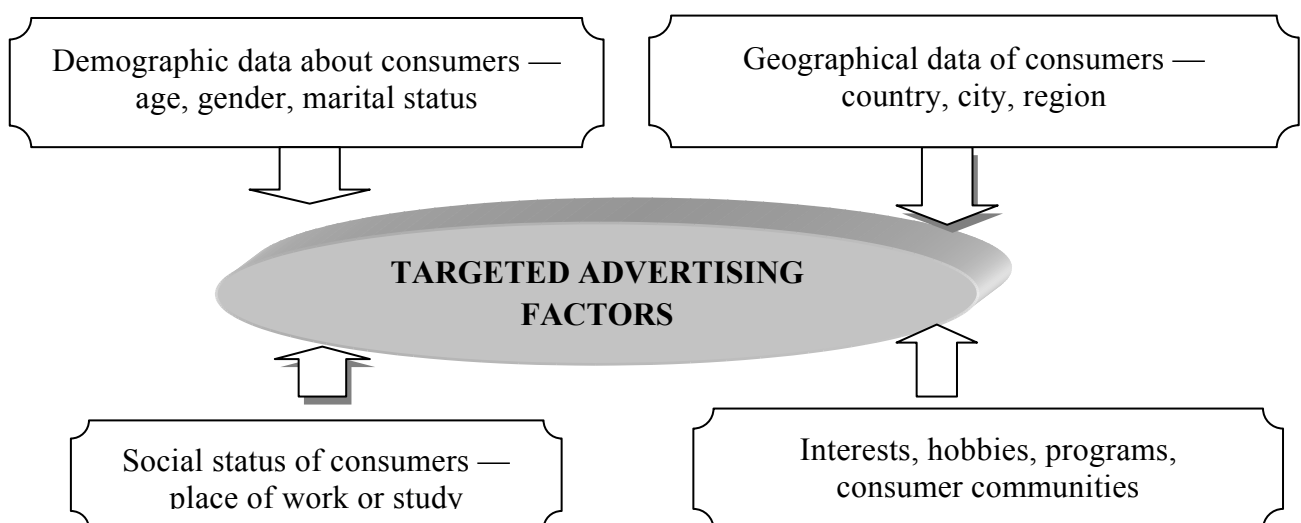 Demographic data about consumers —
age, gender, marital status
Geographical data of consumers —
country, city, region
TARGETED ADVERTISING
FACTORS
Social status of consumers —
place of work or study
Interests, hobbies, programs,
consumer communities